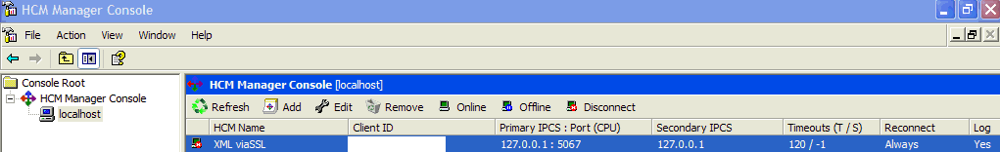 HCM Manager Console
File Action View Window Help
Console Root
HCM Manager Console
localhost
HCM Manager Console [localhost]
Refresh Add Edit Remove Online Offline Disconnect
HCM Name Client ID Primary IPCS : Port (CPU) Secondary IPCS Timeouts (T / S) Reconnect Log
XML viaSSL 127.0.0.1 : 5067 127.0.0.1 120 / -1 Always Yes